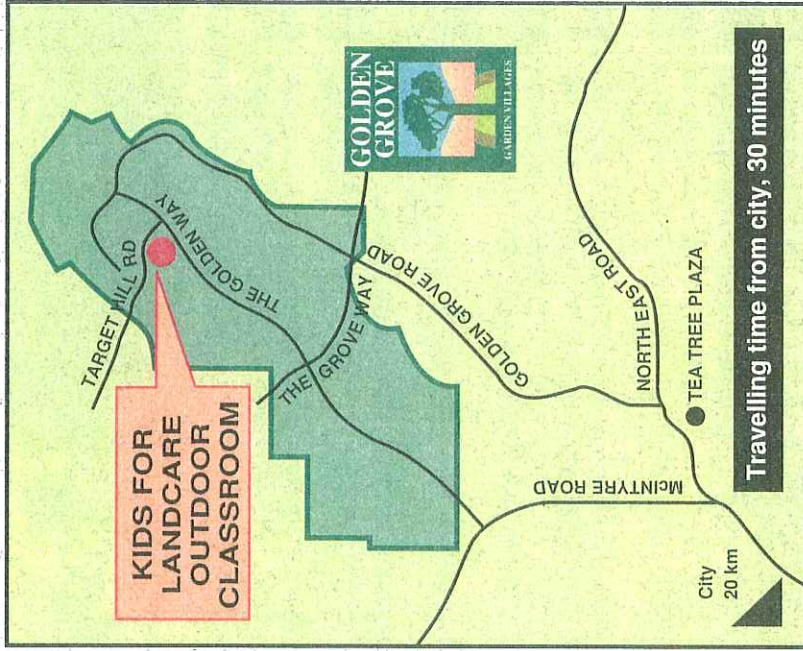 TARGET HILL RD
KIDS FOR
LANDCARE
OUTDOOR
CLASSROOM
THE GOLDEN WAY
THE GROVE WAY
GOLDEN
GROVE
GARDEN VILLAGES
GOLDEN GROVE ROAD
McINTYRE ROAD
NORTH EAST ROAD
TEA TREE PLAZA
City
20 km
Travelling time from city, 30 minutes